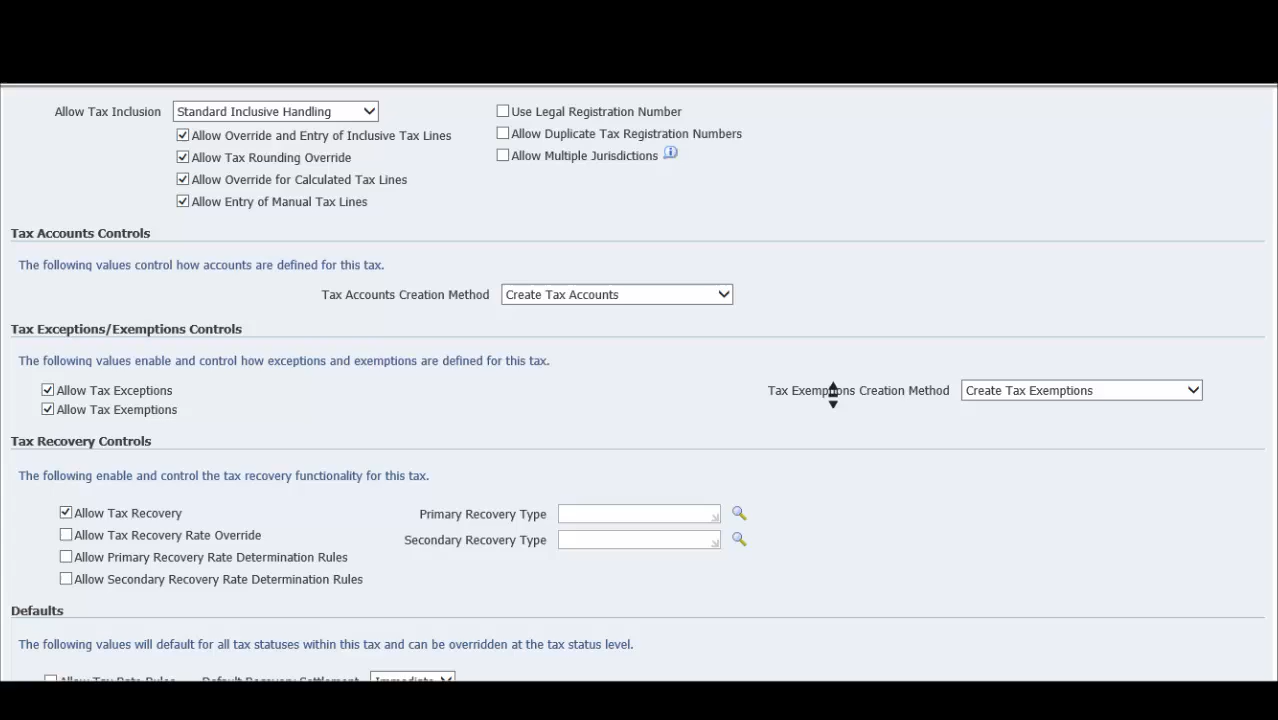 Allow Tax Inclusion Standard Inclusive Handling Use Legal Registration Number
Allow Override and Entry of Inclusive Tax Lines Allow Duplicate Tax Registration Numbers
Allow Tax Rounding Override Allow Multiple Jurisdictions
Allow Override for Calculated Tax Lines
Allow Entry of Manual Tax Lines
Tax Accounts Controls
The following values control how accounts are defined for this tax.
Tax Accounts Creation Method Create Tax Accounts
Tax Exceptions/Exemptions Controls
The following values enable and control how exceptions and exemptions are defined for this tax.
Allow Tax Exceptions Tax Exemptions Creation Method Create Tax Exemptions
Allow Tax Exemptions
Tax Recovery Controls
The following enable and control the tax recovery functionality for this tax.
Allow Tax Recovery Primary Recovery Type
Allow Tax Recovery Rate Override Secondary Recovery Type
Allow Primary Recovery Rate Determination Rules
Allow Secondary Recovery Rate Determination Rules
Defaults
The following values will default for all tax statuses within this tax and can be overridden at the tax status level.
Allow Tax Rate Rules Default Recovery Settlement Immediate